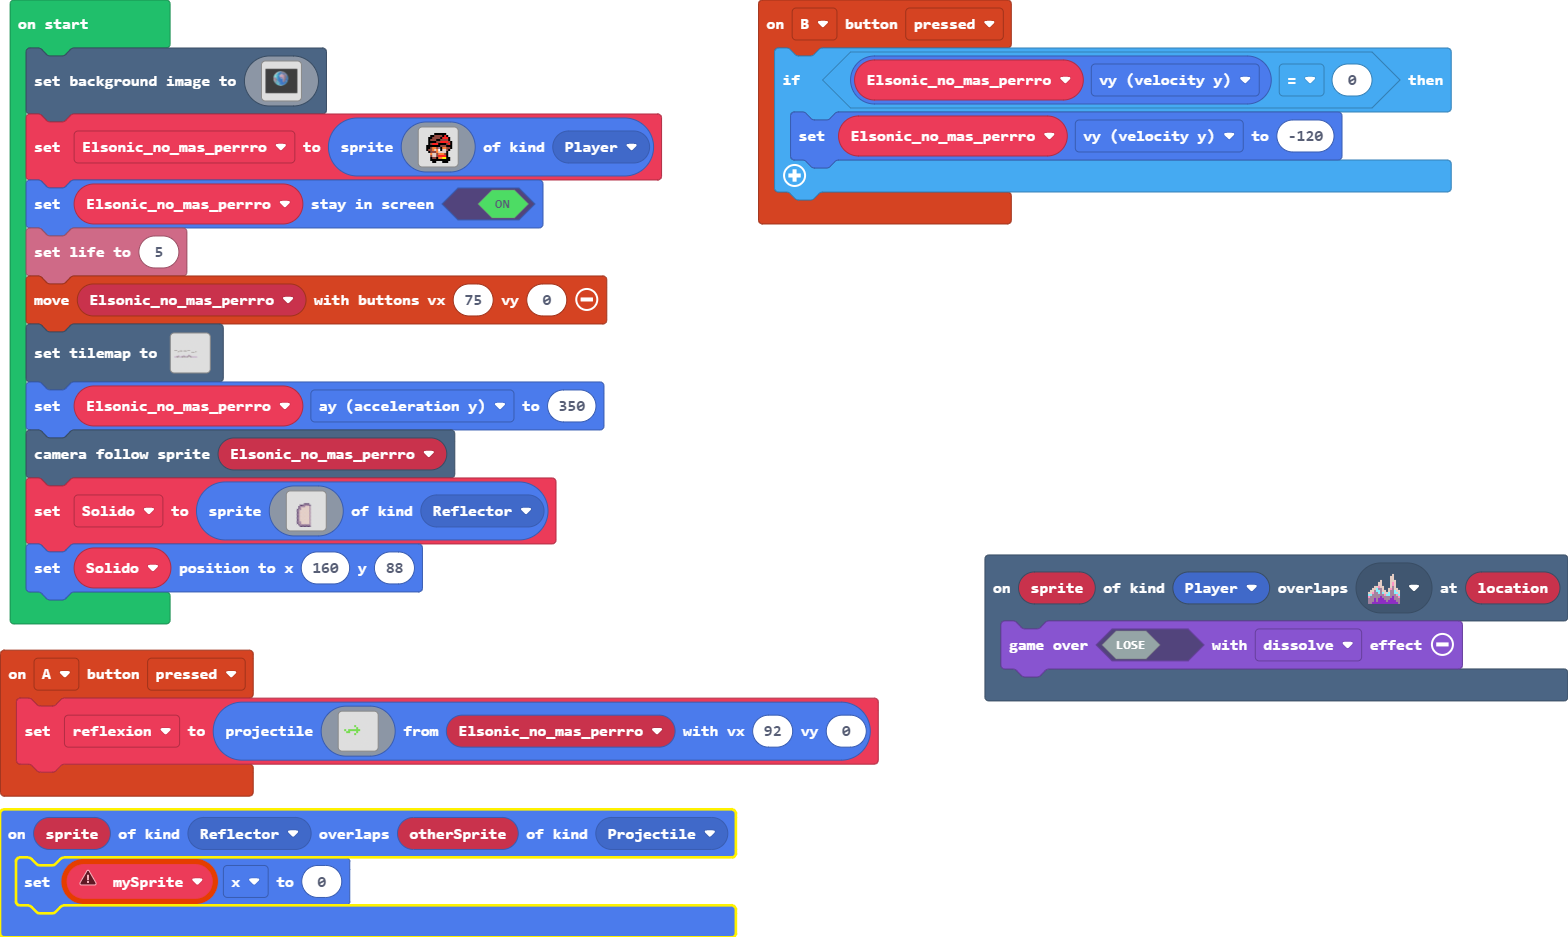 on start
set background image to
set Elsonic_no_mas_perrro to sprite of kind Player
set Elsonic_no_mas_perrro stay in screen ON
set life to 5
move Elsonic_no_mas_perrro with buttons vx 75 vy 0
set tilemap to
set Elsonic_no_mas_perrro ay (acceleration y) to 350
camera follow sprite Elsonic_no_mas_perrro
set Solido to sprite of kind Reflector
set Solido position to x 160 y 88
on A button pressed
set reflexion to projectile from Elsonic_no_mas_perrro with vx 92 vy 0
on sprite of kind Reflector overlaps otherSprite of kind Projectile
set mySprite x to 0
on B button pressed
if Elsonic_no_mas_perrro vy (velocity y) = 0 then
set Elsonic_no_mas_perrro vy (velocity y) to -120
on sprite of kind Player overlaps at location
game over LOSE with dissolve effect